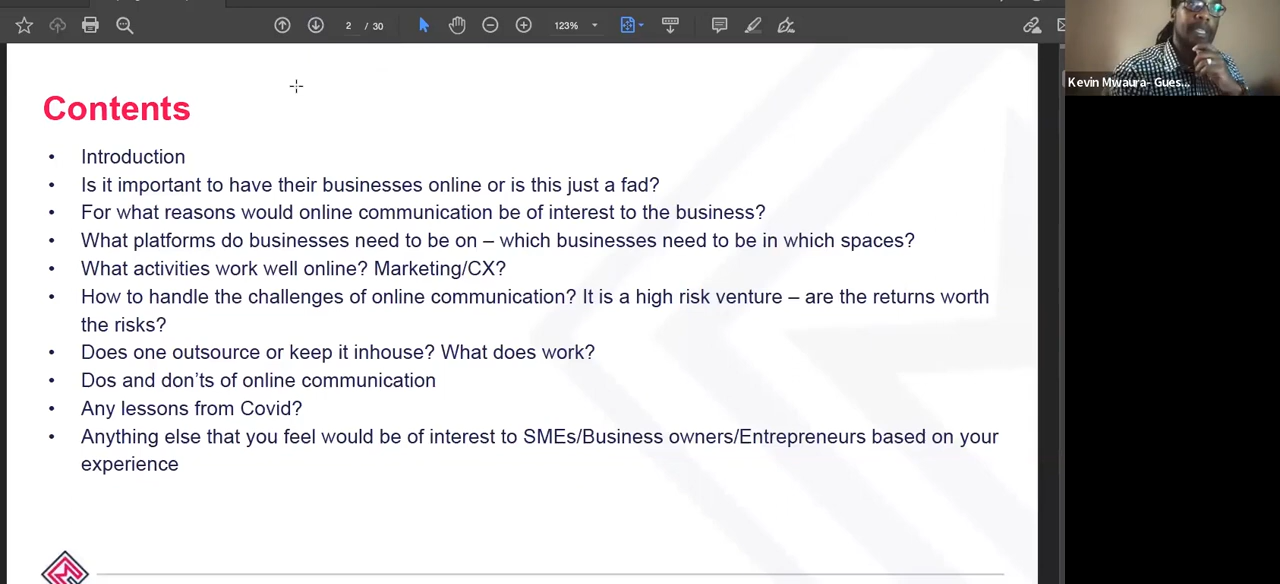 2 / 30
123%
Kevin Mwaura- Gues...
Contents
• Introduction
• Is it important to have their businesses online or is this just a fad?
• For what reasons would online communication be of interest to the business?
• What platforms do businesses need to be on – which businesses need to be in which spaces?
• What activities work well online? Marketing/CX?
• How to handle the challenges of online communication? It is a high risk venture – are the returns worth
the risks?
• Does one outsource or keep it inhouse? What does work?
• Dos and don’ts of online communication
• Any lessons from Covid?
• Anything else that you feel would be of interest to SMEs/Business owners/Entrepreneurs based on your
experience